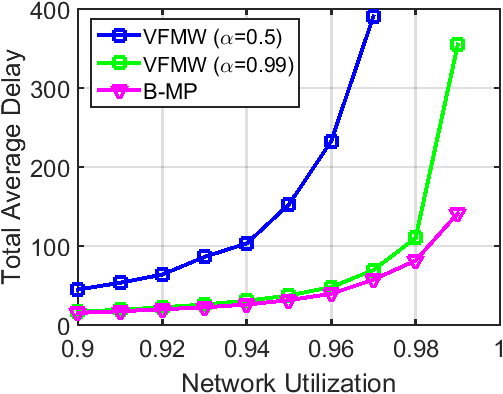 400
300
200
100
0
Total Average Delay
VFMW (α=0.5)
VFMW (α=0.99)
B-MP
0.9 0.92 0.94 0.96 0.98 1
Network Utilization